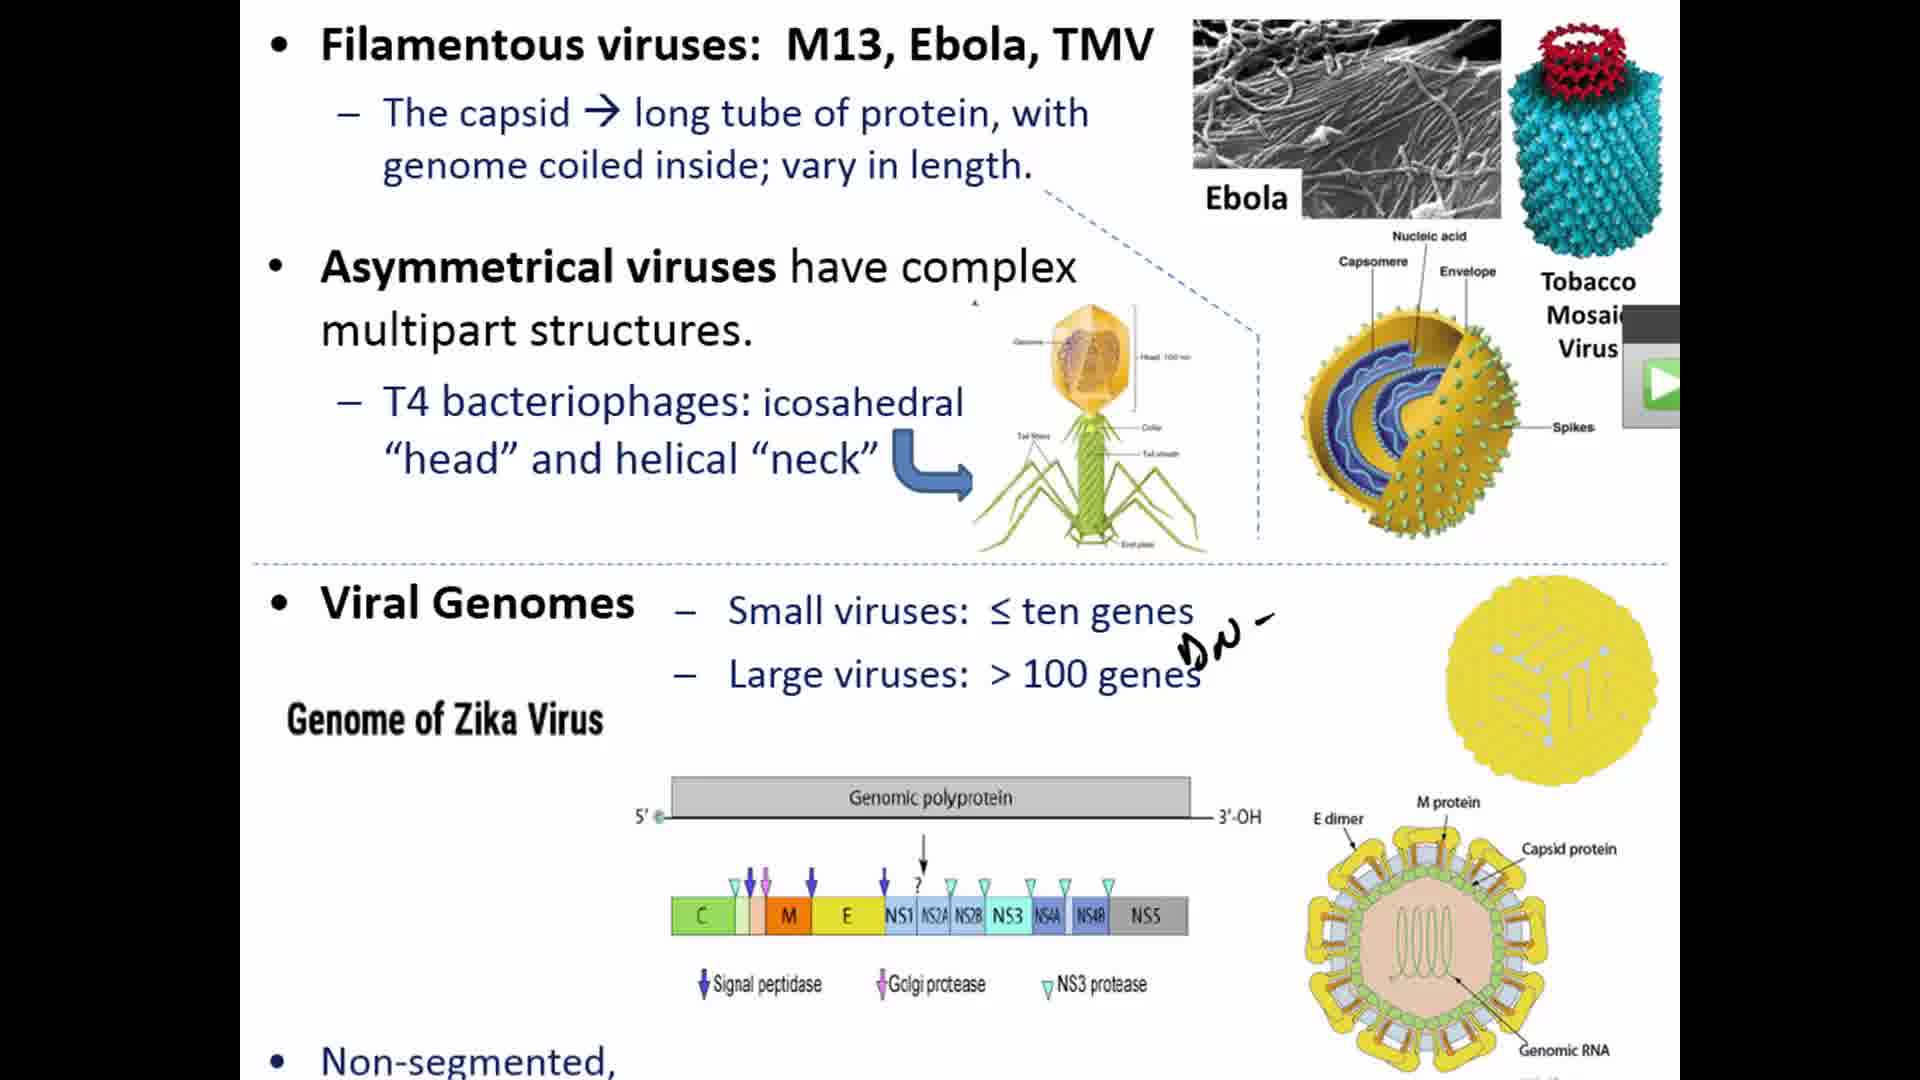 • Filamentous viruses: M13, Ebola, TMV
– The capsid → long tube of protein, with
genome coiled inside; vary in length.
Ebola
Nucleic acid
Capsomere
Envelope
Spikes
Tobacco
Mosaic
Virus
• Asymmetrical viruses have complex
multipart structures.
– T4 bacteriophages: icosahedral
“head” and helical “neck”
Genome
Head 100 nm
Collar
Tail fibres
Tail sheath
End plate
• Viral Genomes
– Small viruses: ≤ ten genes
– Large viruses: > 100 genes
Genome of Zika Virus
Genomic polyprotein
5' 3'-OH
?
C M E NS1 NS2A NS2B NS3 NS4A NS4B NS5
Signal peptidase Golgi protease NS3 protease
M protein
E dimer
Capsid protein
Genomic RNA
• Non-segmented,